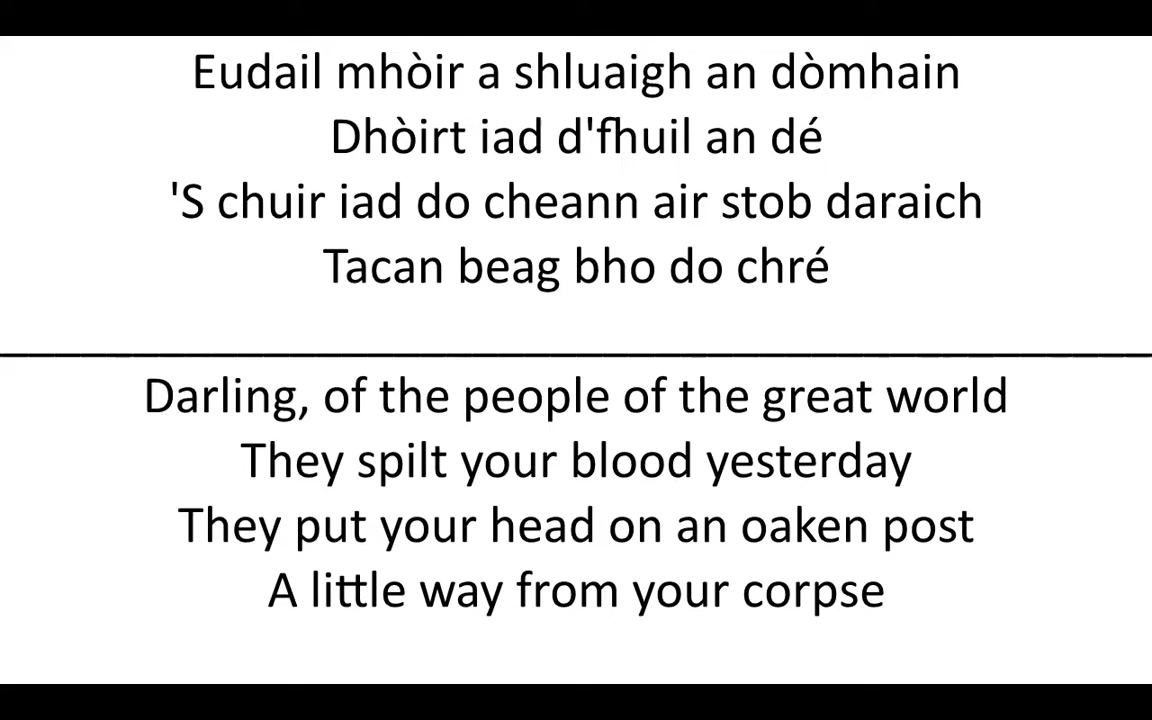 Eudail mhòir a shluaigh an dòmhain
Dhòirt iad d'fhuil an dé
'S chuir iad do cheann air stob daraich
Tacan beag bho do chré
Darling, of the people of the great world
They spilt your blood yesterday
They put your head on an oaken post
A little way from your corpse